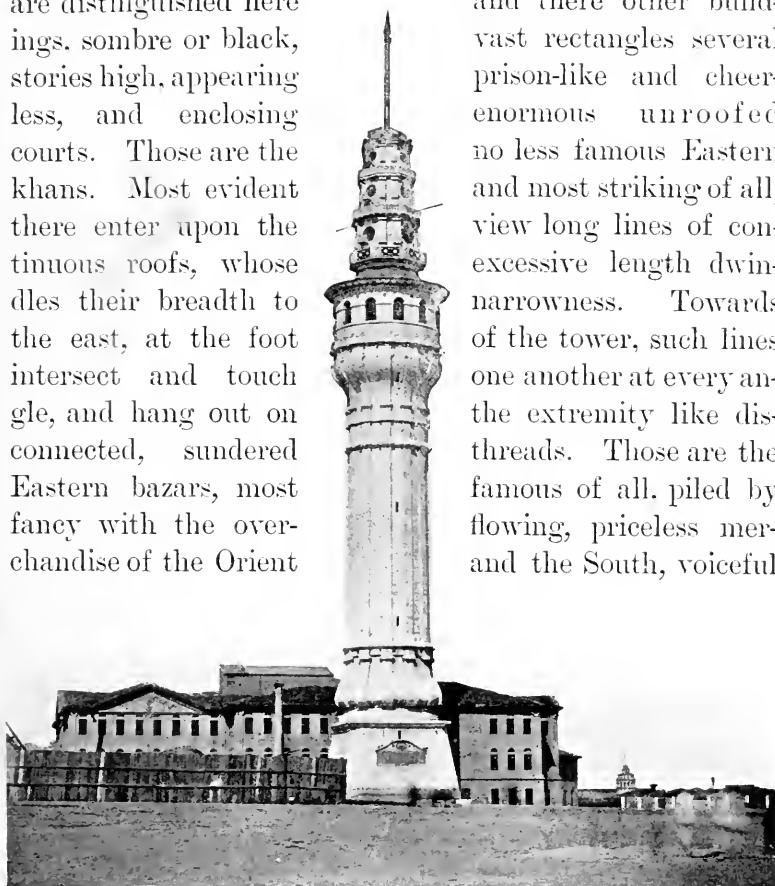 are distinguished here and there other build-
ings, sombre or black, vast rectangles several
stories high, appearing prison-like and cheer-
less, and enclosing enormous unroofed
courts. Those are the no less famous Eastern
khans. Most evident and most striking of all,
there enter upon the view long lines of con-
tinuous roofs, whose excessive length dwin-
dles their breadth to narrowness. Towards
the east, at the foot of the tower, such lines
intersect and touch one another at every an-
gle, and hang out on the extremity like dis-
connected, sundered threads. Those are the
Eastern bazars, most famous of all, piled by
fancy with the over-flowing, priceless mer-
chandise of the Orient and the South, voiceful